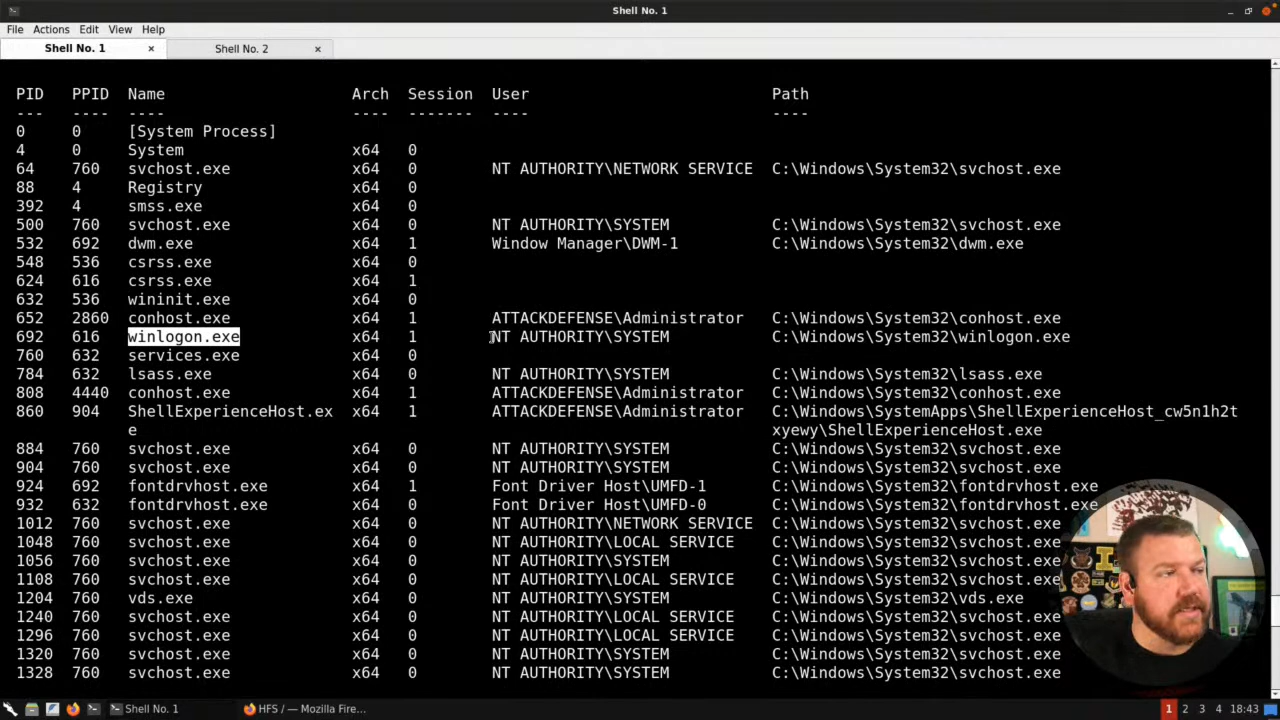 Shell No. 1
File Actions Edit View Help
Shell No. 1 × Shell No. 2 ×
PID PPID Name Arch Session User Path
--- ---- ---- ---- ------- ---- ----
0 0 [System Process]
4 0 System x64 0
64 760 svchost.exe x64 0 NT AUTHORITY\NETWORK SERVICE C:\Windows\System32\svchost.exe
88 4 Registry x64 0
392 4 smss.exe x64 0
500 760 svchost.exe x64 0 NT AUTHORITY\SYSTEM C:\Windows\System32\svchost.exe
532 692 dwm.exe x64 1 Window Manager\DWM-1 C:\Windows\System32\dwm.exe
548 536 csrss.exe x64 0
624 616 csrss.exe x64 1
632 536 wininit.exe x64 0
652 2860 conhost.exe x64 1 ATTACKDEFENSE\Administrator C:\Windows\System32\conhost.exe
692 616 winlogon.exe x64 1 NT AUTHORITY\SYSTEM C:\Windows\System32\winlogon.exe
760 632 services.exe x64 0
784 632 lsass.exe x64 0 NT AUTHORITY\SYSTEM C:\Windows\System32\lsass.exe
808 4440 conhost.exe x64 1 ATTACKDEFENSE\Administrator C:\Windows\System32\conhost.exe
860 904 ShellExperienceHost.ex x64 1 ATTACKDEFENSE\Administrator C:\Windows\SystemApps\ShellExperienceHost_cw5n1h2t
e xyewy\ShellExperienceHost.exe
884 760 svchost.exe x64 0 NT AUTHORITY\SYSTEM C:\Windows\System32\svchost.exe
904 760 svchost.exe x64 0 NT AUTHORITY\SYSTEM C:\Windows\System32\svchost.exe
924 692 fontdrvhost.exe x64 1 Font Driver Host\UMFD-1 C:\Windows\System32\fontdrvhost.exe
932 632 fontdrvhost.exe x64 0 Font Driver Host\UMFD-0 C:\Windows\System32\fontdrvhost.exe
1012 760 svchost.exe x64 0 NT AUTHORITY\NETWORK SERVICE C:\Windows\System32\svchost.exe
1048 760 svchost.exe x64 0 NT AUTHORITY\LOCAL SERVICE C:\Windows\System32\svchost.exe
1056 760 svchost.exe x64 0 NT AUTHORITY\SYSTEM C:\Windows\System32\svchost.exe
1108 760 svchost.exe x64 0 NT AUTHORITY\LOCAL SERVICE C:\Windows\System32\svchost.exe
1204 760 vds.exe x64 0 NT AUTHORITY\SYSTEM C:\Windows\System32\vds.exe
1240 760 svchost.exe x64 0 NT AUTHORITY\LOCAL SERVICE C:\Windows\System32\svchost.exe
1296 760 svchost.exe x64 0 NT AUTHORITY\LOCAL SERVICE C:\Windows\System32\svchost.exe
1320 760 svchost.exe x64 0 NT AUTHORITY\SYSTEM C:\Windows\System32\svchost.exe
1328 760 svchost.exe x64 0 NT AUTHORITY\SYSTEM C:\Windows\System32\svchost.exe
Shell No. 1 HFS / — Mozilla Fire... 1 2 3 4 18:43